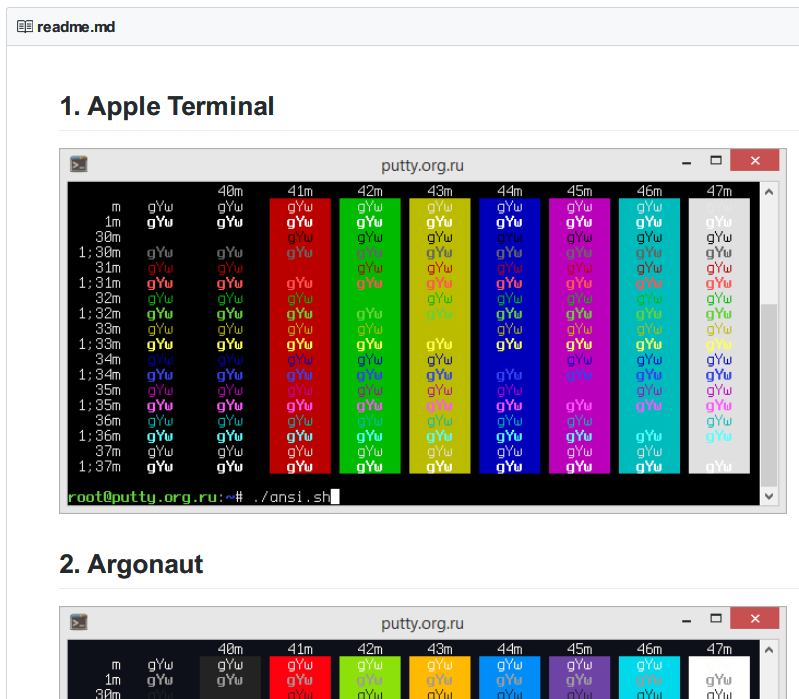 readme.md
1. Apple Terminal
putty.org.ru
40m 41m 42m 43m 44m 45m 46m 47m
m gYw gYw gYw gYw gYw gYw gYw gYw
1m gYw gYw gYw gYw gYw gYw gYw gYw
30m gYw gYw gYw gYw gYw gYw gYw
1;30m gYw gYw gYw gYw gYw gYw gYw gYw gYw
31m gYw gYw gYw gYw gYw gYw gYw gYw
1;31m gYw gYw gYw gYw gYw gYw gYw gYw gYw
32m gYw gYw gYw gYw gYw gYw gYw gYw
1;32m gYw gYw gYw gYw gYw gYw gYw gYw gYw
33m gYw gYw gYw gYw gYw gYw gYw gYw
1;33m gYw gYw gYw gYw gYw gYw gYw gYw gYw
34m gYw gYw gYw gYw gYw gYw gYw gYw
1;34m gYw gYw gYw gYw gYw gYw gYw gYw gYw
35m gYw gYw gYw gYw gYw gYw gYw gYw
1;35m gYw gYw gYw gYw gYw gYw gYw gYw gYw
36m gYw gYw gYw gYw gYw gYw gYw gYw
1;36m gYw gYw gYw gYw gYw gYw gYw gYw gYw
37m gYw gYw gYw gYw gYw gYw gYw gYw
1;37m gYw gYw gYw gYw gYw gYw gYw gYw gYw
root@putty.org.ru:~# ./ansi.sh
2. Argonaut
putty.org.ru
40m 41m 42m 43m 44m 45m 46m 47m
m gYw gYw gYw gYw gYw gYw gYw gYw
1m gYw gYw gYw gYw gYw gYw gYw gYw gYw
30m gYw gYw gYw gYw gYw gYw gYw